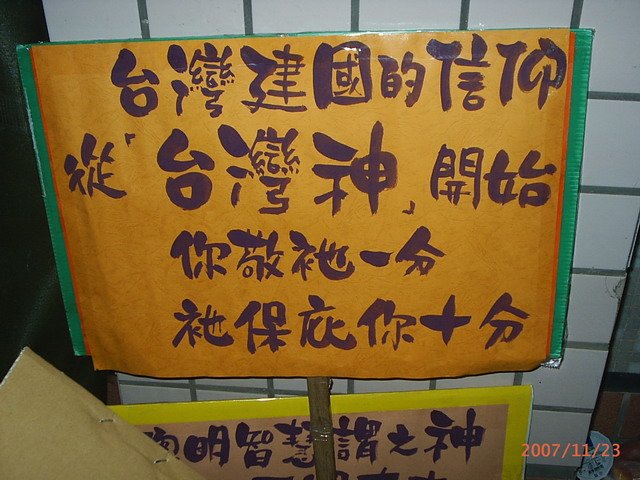 台灣建國的信仰
從「台灣神」開始
你敬祂一分
祂保庇你十分
明智慧謂之神
2007/11/23